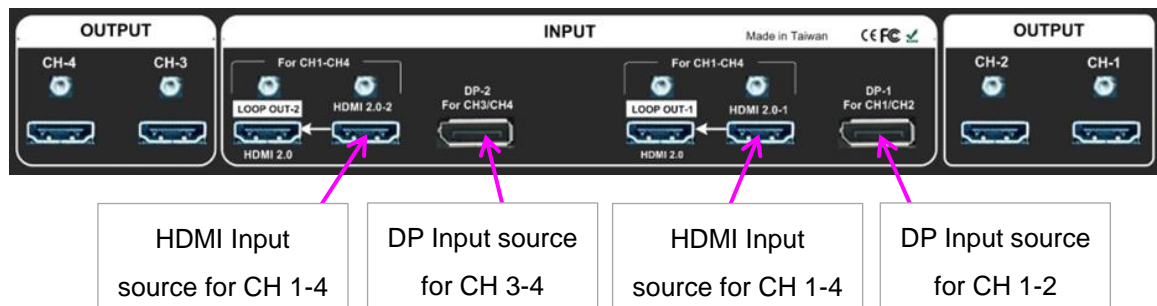 OUTPUT
CH-4
CH-3
INPUT
Made in Taiwan
CE FC
For CH1-CH4
LOOP OUT-2
HDMI 2.0-2
HDMI 2.0
DP-2
For CH3/CH4
For CH1-CH4
LOOP OUT-1
HDMI 2.0-1
HDMI 2.0
DP-1
For CH1/CH2
OUTPUT
CH-2
CH-1
HDMI Input
source for CH 1-4
DP Input source
for CH 3-4
HDMI Input
source for CH 1-4
DP Input source
for CH 1-2